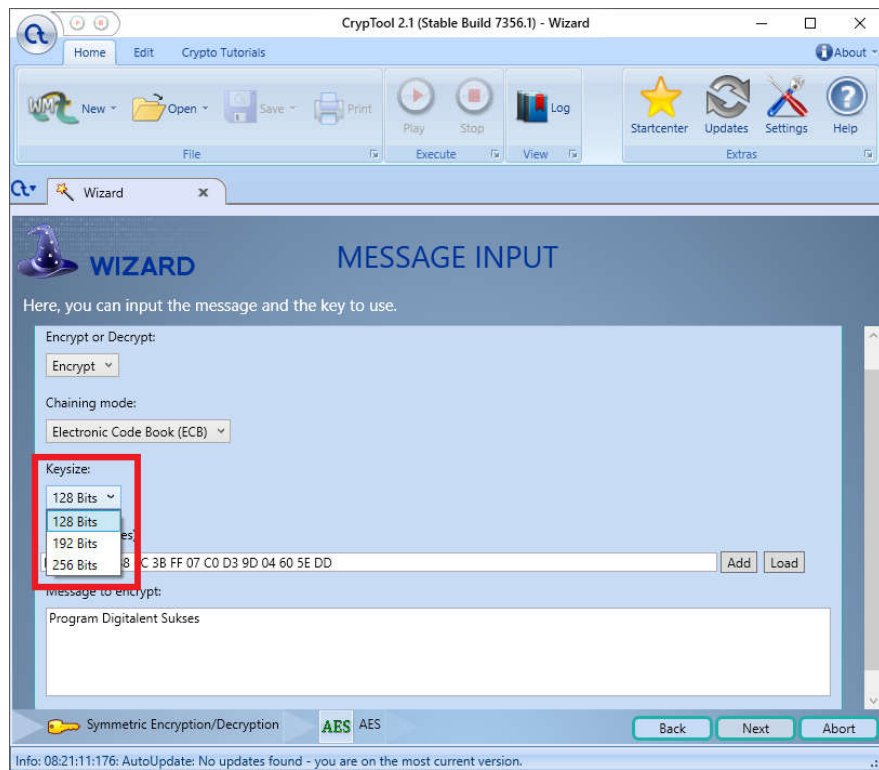 CrypTool 2.1 (Stable Build 7356.1) - Wizard
Home Edit Crypto Tutorials About
New Open Save Print Play Stop Log Startcenter Updates Settings Help
File Execute View Extras
Wizard
WIZARD
MESSAGE INPUT
Here, you can input the message and the key to use.
Encrypt or Decrypt:
Encrypt
Chaining mode:
Electronic Code Book (ECB)
Keysize:
128 Bits
128 Bits
192 Bits
256 Bits
3B FF 07 C0 D3 9D 04 60 5E DD Add Load
Message to encrypt:
Program Digitalent Sukses
Symmetric Encryption/Decryption AES AES Back Next Abort
Info: 08:21:11:176: AutoUpdate: No updates found - you are on the most current version.